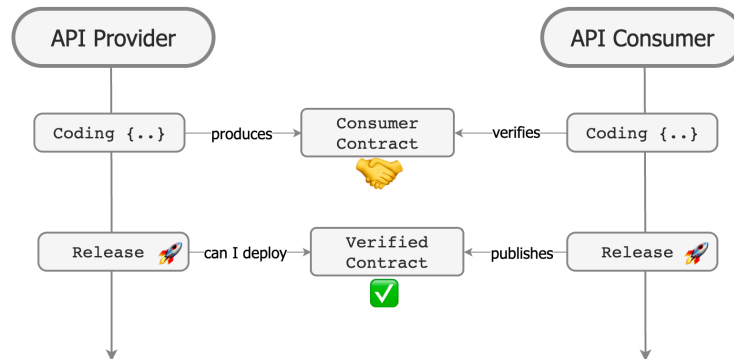 API Provider
API Consumer
Coding {..}
produces
Consumer
Contract
verifies
Coding {..}
Release
can I deploy
Verified
Contract
publishes
Release